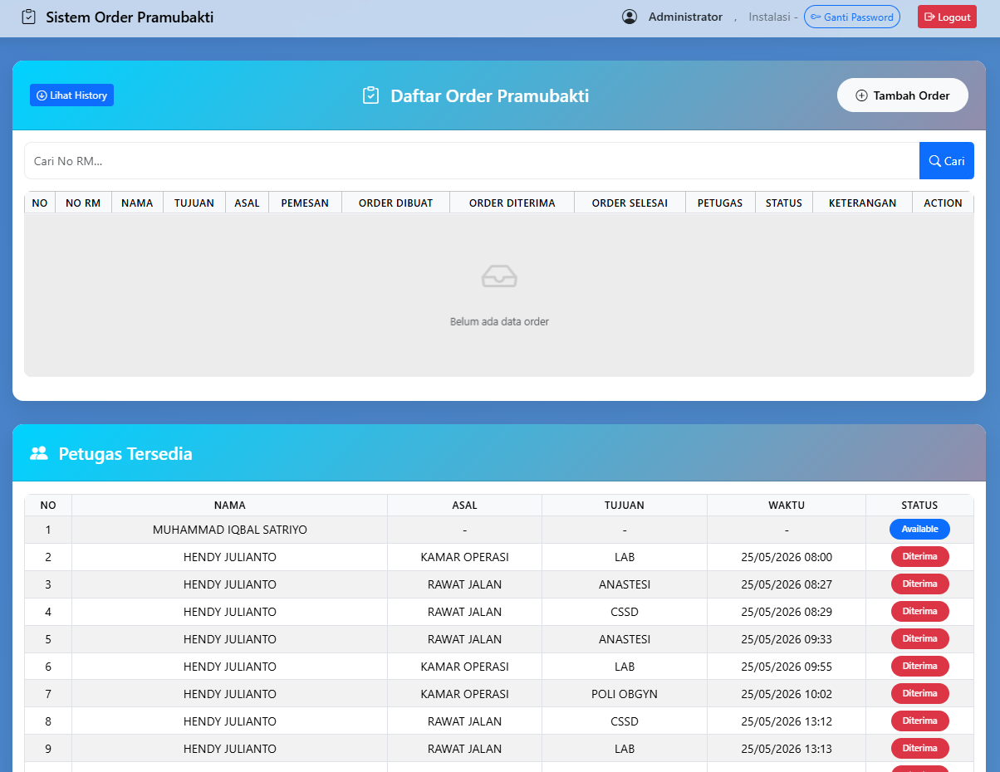 Sistem Order Pramubakti
Administrator , Instalasi - Ganti Password Logout
Lihat History Daftar Order Pramubakti Tambah Order
Cari No RM... Cari
NO NO RM NAMA TUJUAN ASAL PEMESAN ORDER DIBUAT ORDER DITERIMA ORDER SELESAI PETUGAS STATUS KETERANGAN ACTION
Belum ada data order
Petugas Tersedia
NO NAMA ASAL TUJUAN WAKTU STATUS
1 MUHAMMAD IQBAL SATRIYO - - - Available
2 HENDY JULIANTO KAMAR OPERASI LAB 25/05/2026 08:00 Diterima
3 HENDY JULIANTO RAWAT JALAN ANASTESI 25/05/2026 08:27 Diterima
4 HENDY JULIANTO RAWAT JALAN CSSD 25/05/2026 08:29 Diterima
5 HENDY JULIANTO RAWAT JALAN ANASTESI 25/05/2026 09:33 Diterima
6 HENDY JULIANTO KAMAR OPERASI LAB 25/05/2026 09:55 Diterima
7 HENDY JULIANTO KAMAR OPERASI POLI OBGYN 25/05/2026 10:02 Diterima
8 HENDY JULIANTO RAWAT JALAN CSSD 25/05/2026 13:12 Diterima
9 HENDY JULIANTO RAWAT JALAN LAB 25/05/2026 13:13 Diterima